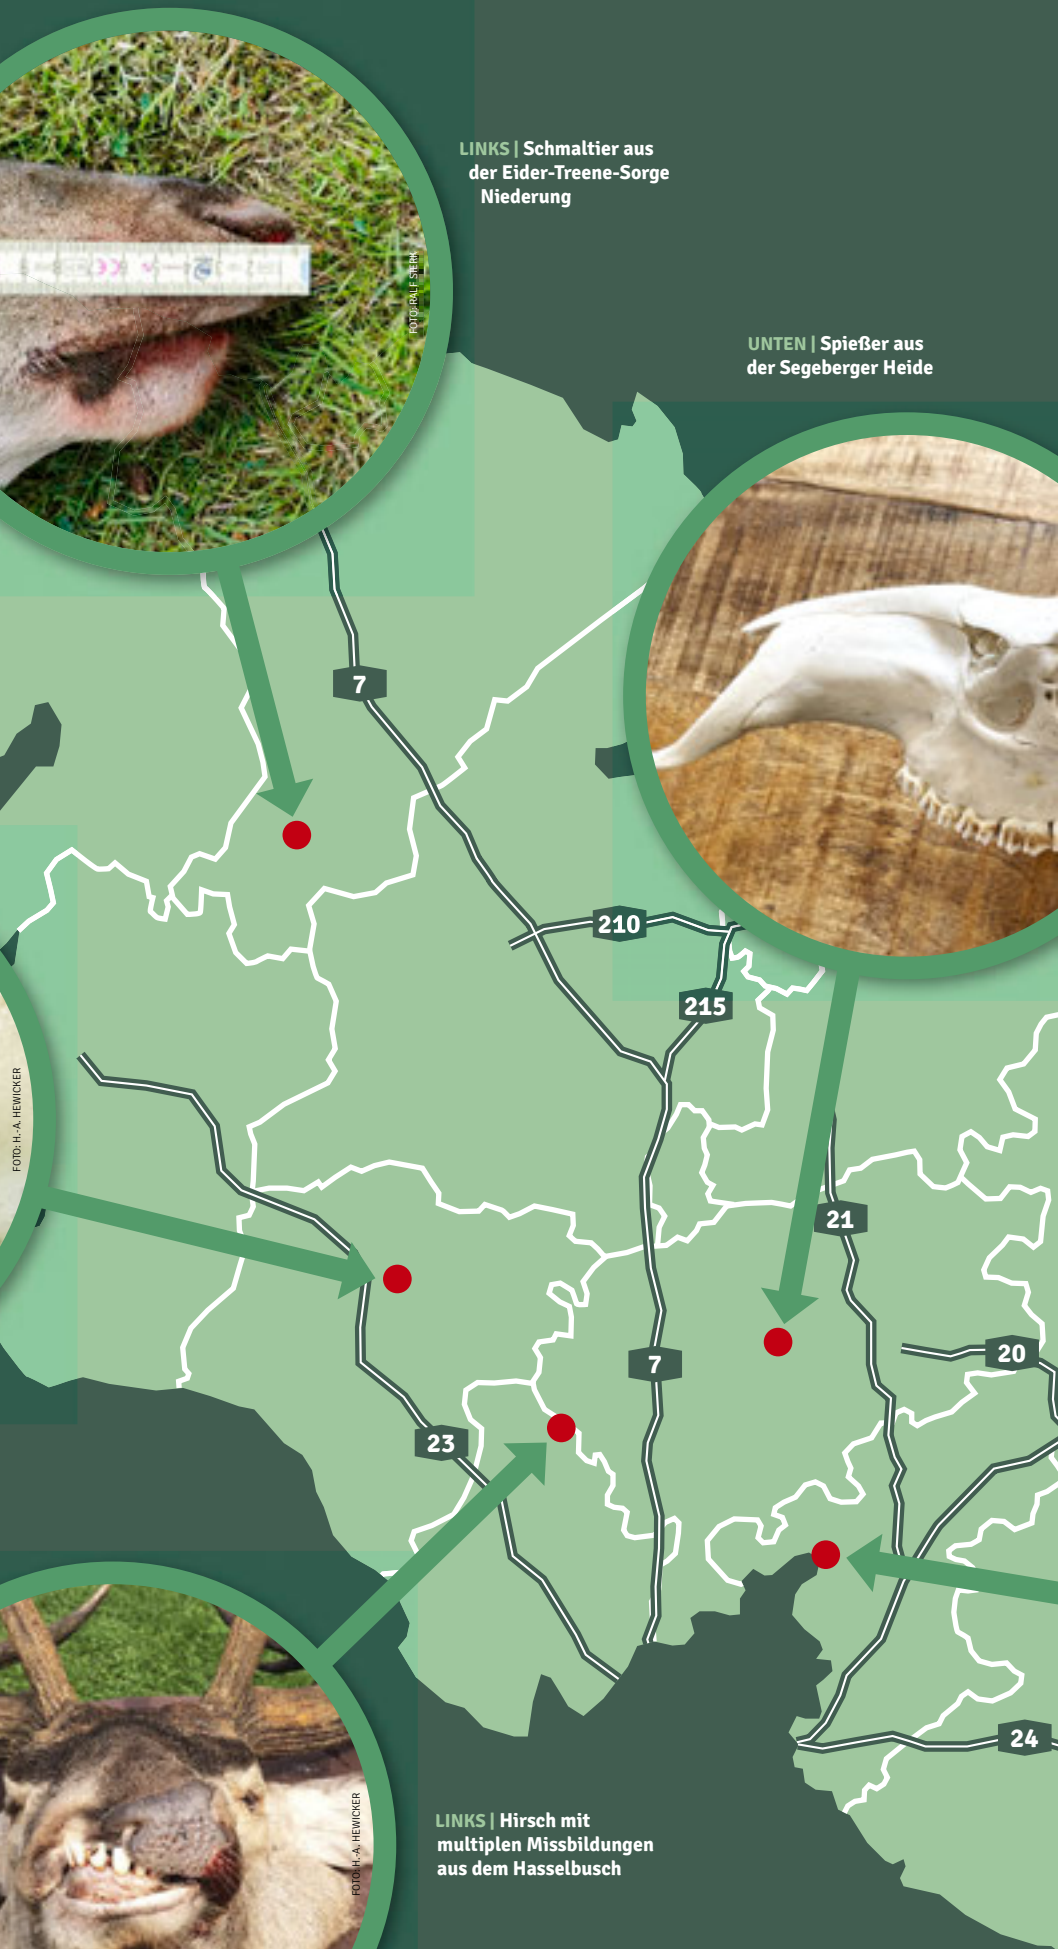 LINKS | Schmaltier aus
der Eider-Treene-Sorge
Niederung
FOTO: RALF STERK
UNTEN | Spießer aus
der Segeberger Heide
7
210
215
FOTO: H.-A. HEWICKER
21
20
7
23
24
FOTO: H.-A. HEWICKER
LINKS | Hirsch mit
multiplen Missbildungen
aus dem Hasselbusch